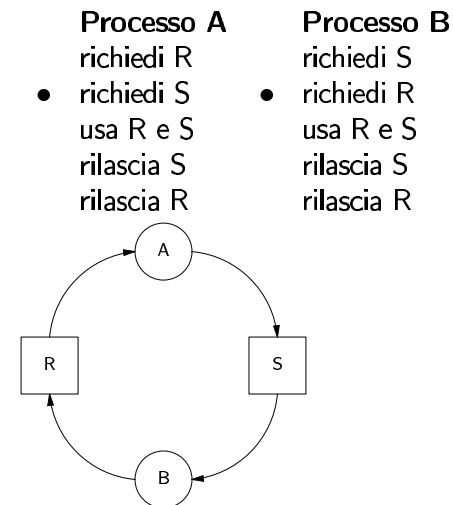 Processo A Processo B
richiedi R richiedi S
• richiedi S • richiedi R
usa R e S usa R e S
rilascia S rilascia S
rilascia R rilascia R
A
R S
B